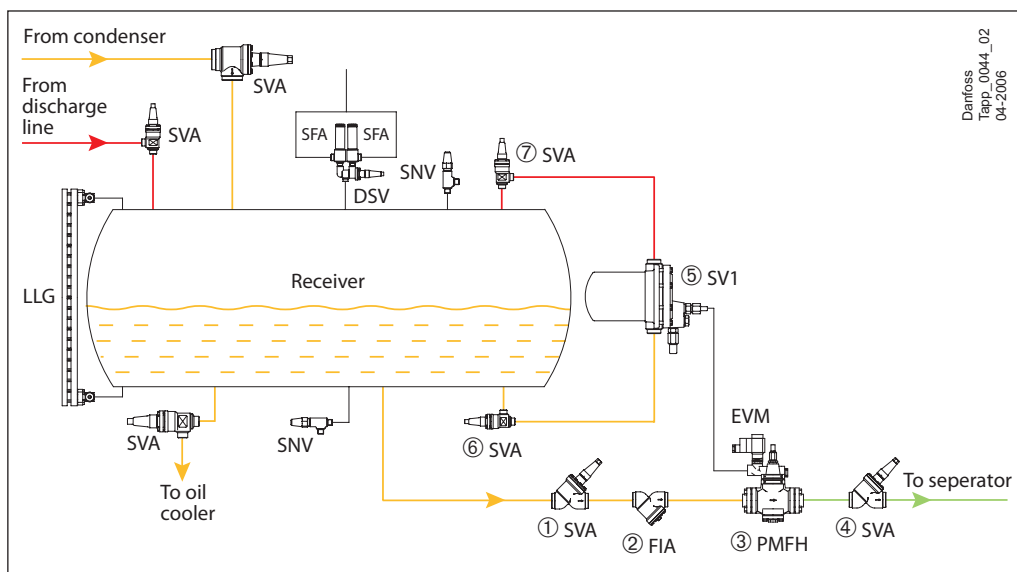 From condenser
SVA
Danfoss
Tapp_0044_02
04-2006
From
discharge
line
SVA
SFA
SFA
DSV
SNV
⑦ SVA
LLG
Receiver
⑤ SV1
SVA
SNV
⑥ SVA
EVM
To oil
cooler
To seperator
① SVA
② FIA
③ PMFH
④ SVA